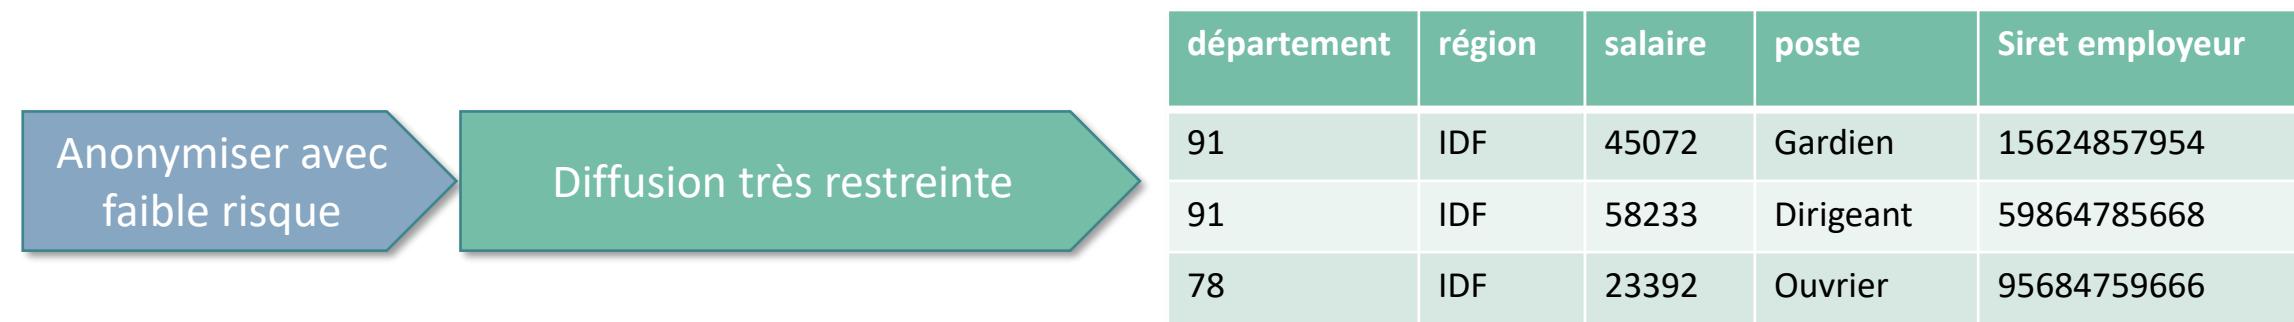 Anonymiser avec
faible risque
Diffusion très restreinte
département région salaire poste Siret employeur
91 IDF 45072 Gardien 15624857954
91 IDF 58233 Dirigeant 59864785668
78 IDF 23392 Ouvrier 95684759666